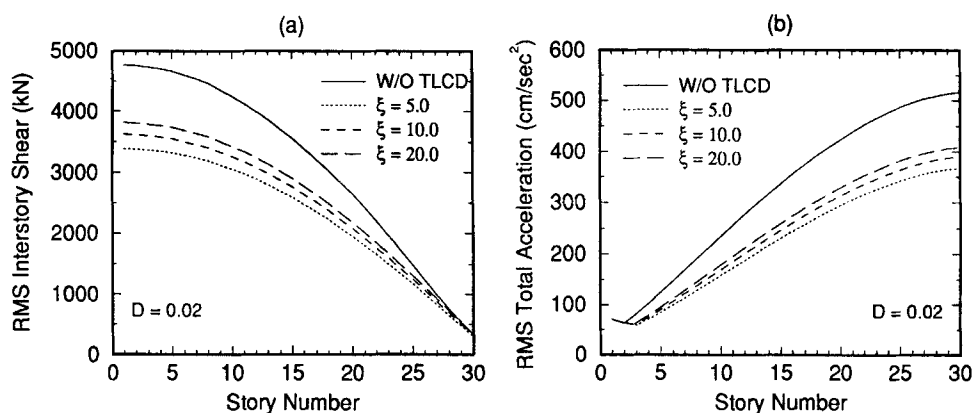 (a)
RMS Interstory Shear (kN)
5000
4000
3000
2000
1000
0
W/O TLCD
ξ = 5.0
ξ = 10.0
ξ = 20.0
D = 0.02
0 5 10 15 20 25 30
Story Number
(b)
RMS Total Acceleration (cm/sec²)
600
500
400
300
200
100
0
W/O TLCD
ξ = 5.0
ξ = 10.0
ξ = 20.0
D = 0.02
0 5 10 15 20 25 30
Story Number